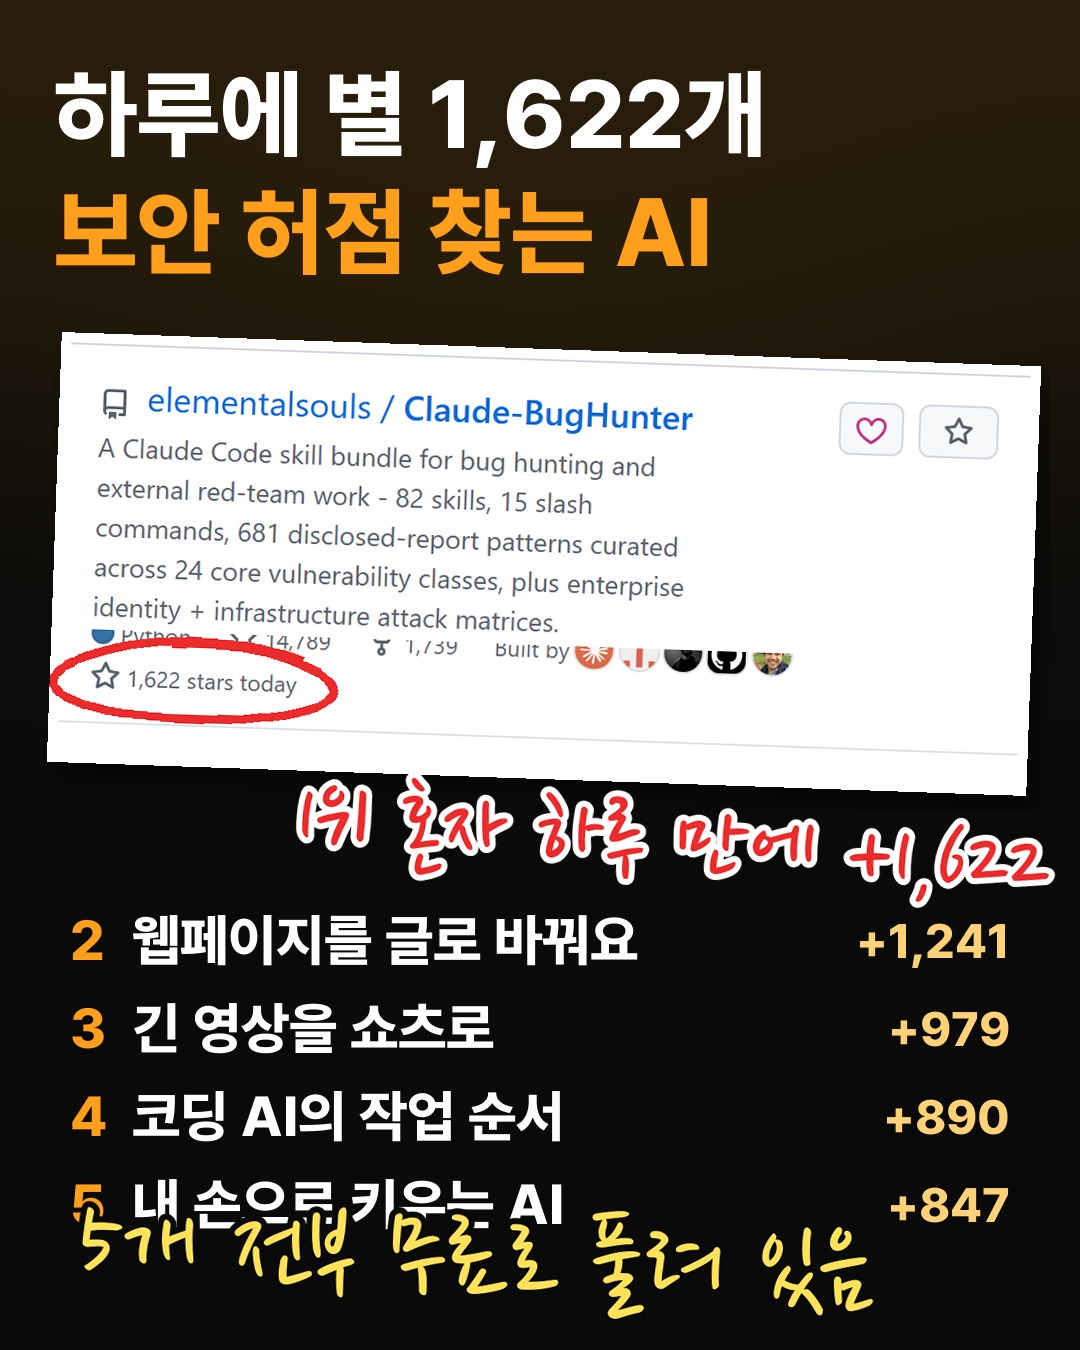 하루에 별 1,622개
보안 허점 찾는 AI
elementalsouls / Claude-BugHunter
A Claude Code skill bundle for bug hunting and
external red-team work - 82 skills, 15 slash
commands, 681 disclosed-report patterns curated
across 24 core vulnerability classes, plus enterprise
identity + infrastructure attack matrices.
Python 14,789 1,739 Built by
1,622 stars today
1위 혼자 하루 만에 +1,622
2 웹페이지를 글로 바꿔요 +1,241
3 긴 영상을 쇼츠로 +979
4 코딩 AI의 작업 순서 +890
5 내 손으로 키우는 AI +847
5개 전부 무료로 풀려 있음